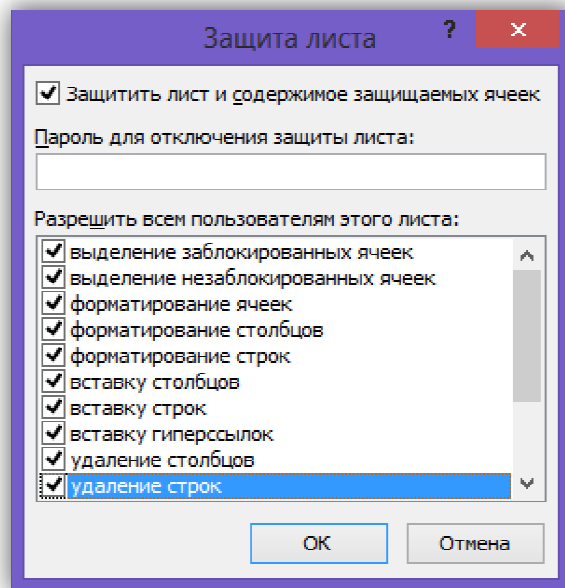 Защита листа
?
Защитить лист и содержимое защищаемых ячеек
Пароль для отключения защиты листа:
Разрешить всем пользователям этого листа:
выделение заблокированных ячеек
выделение незаблокированных ячеек
форматирование ячеек
форматирование столбцов
форматирование строк
вставку столбцов
вставку строк
вставку гиперссылок
удаление столбцов
удаление строк
ОК Отмена